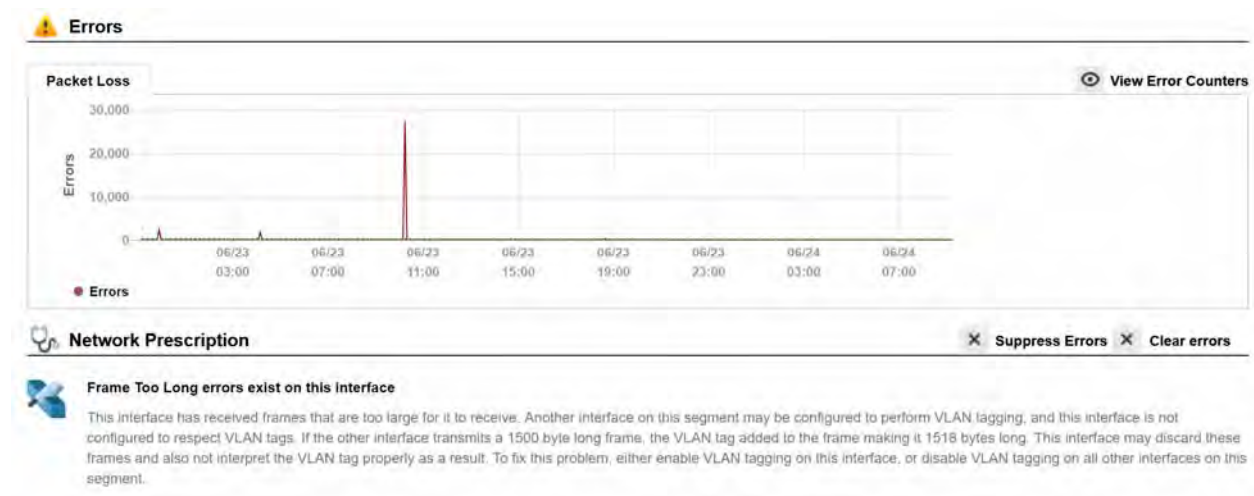 Errors
Packet Loss
View Error Counters
30,000
20,000
10,000
0
Errors
06/23 06/23 06/23 06/23 06/23 06/23 06/24 06/24
03:00 07:00 11:00 15:00 19:00 23:00 03:00 07:00
Errors
Network Prescription
Suppress Errors
Clear errors
Frame Too Long errors exist on this interface
This interface has received frames that are too large for it to receive. Another interface on this segment may be configured to perform VLAN tagging, and this interface is not
configured to respect VLAN tags. If the other interface transmits a 1500 byte long frame, the VLAN tag added to the frame making it 1518 bytes long. This interface may discard these
frames and also not interpret the VLAN tag properly as a result. To fix this problem, either enable VLAN tagging on this interface, or disable VLAN tagging on all other interfaces on this
segment.